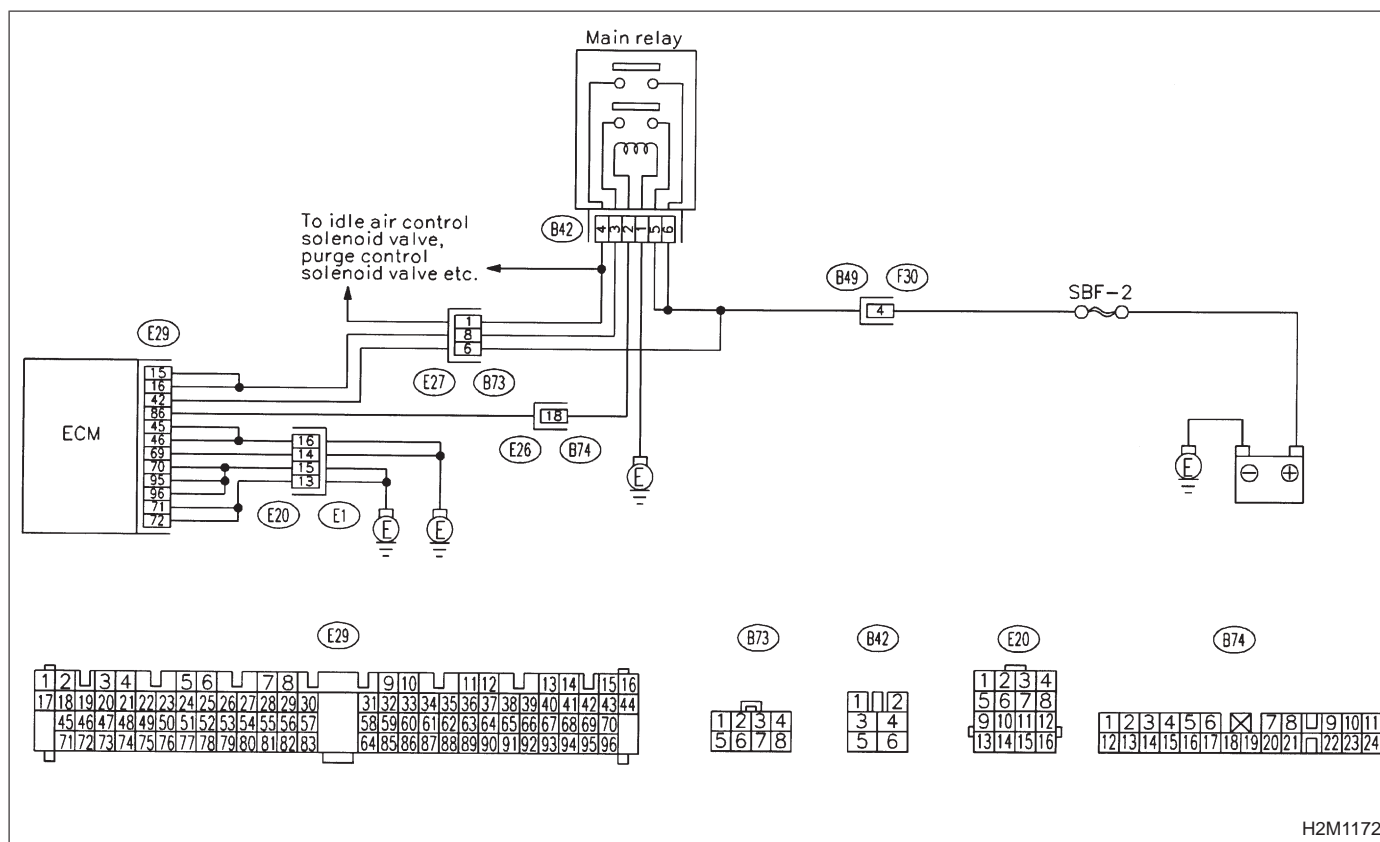 Main relay
B42
4 3 2 1 5 6
To idle air control
solenoid valve,
purge control
solenoid valve etc.
B49 F30
4
SBF-2
E29
1
8
6
E27 B73
ECM
15
16
42
86
45
46
69
70
95
96
71
72
18
E26 B74
16
14
15
13
E20 E1
E E E E
⊖ ⊕
E29
1 2 3 4 5 6 7 8 9 10 11 12 13 14 15 16
17 18 19 20 21 22 23 24 25 26 27 28 29 30 31 32 33 34 35 36 37 38 39 40 41 42 43 44
45 46 47 48 49 50 51 52 53 54 55 56 57 58 59 60 61 62 63 64 65 66 67 68 69 70
71 72 73 74 75 76 77 78 79 80 81 82 83 64 85 86 87 88 89 90 91 92 93 94 95 96
B73
1 2 3 4
5 6 7 8
B42
1 2
3 4
5 6
E20
1 2 3 4
5 6 7 8
9 10 11 12
13 14 15 16
B74
1 2 3 4 5 6 7 8 9 10 11
12 13 14 15 16 17 18 19 20 21 22 23 24
H2M1172